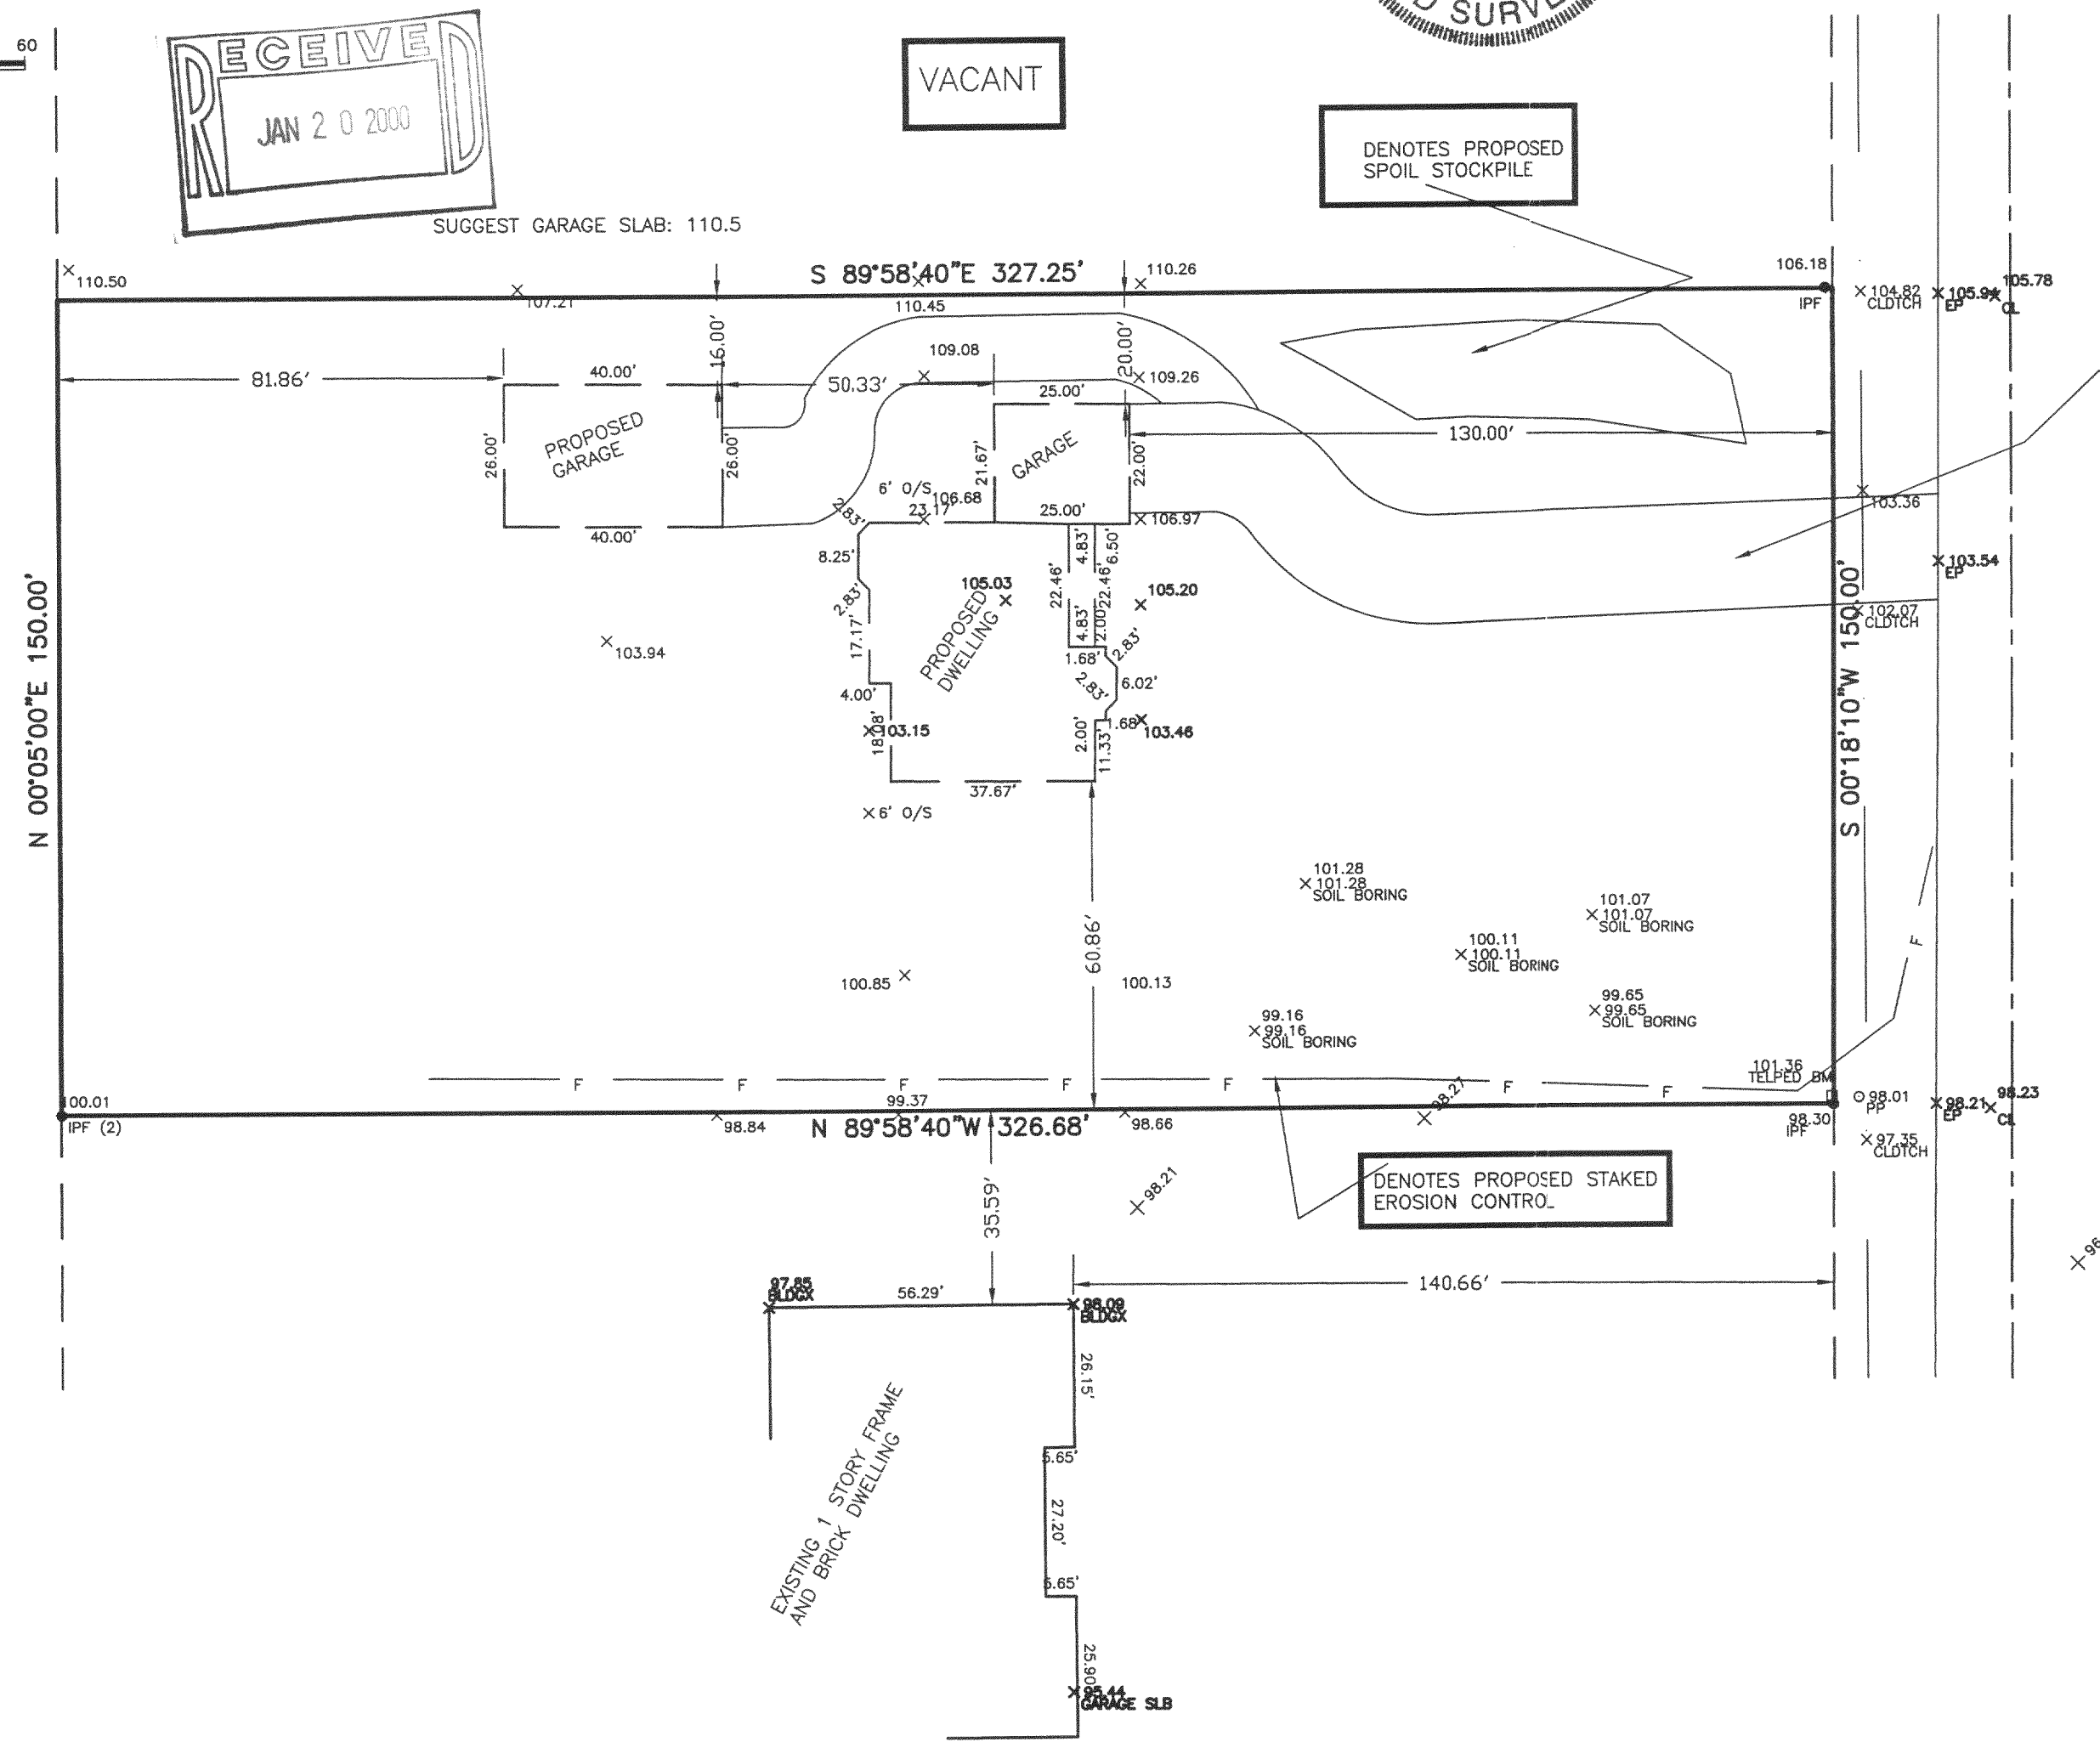 60
RECEIVED
JAN 20 2000
D SURVE
VACANT
DENOTES PROPOSED
SPOIL STOCKPILE
SUGGEST GARAGE SLAB: 110.5
110.50
107.21
S 89°58'40"E 327.25'
110.45
110.26
106.18
IPF
104.82
CLDTCH
105.94
EP
105.78
CL
16.00'
20.00'
109.08
109.26
81.86'
40.00'
50.33'
25.00'
130.00'
26.00'
PROPOSED
GARAGE
26.00'
21.67'
GARAGE
22.00'
6' O/S
106.68
23.17'
25.00'
106.97
103.36
40.00'
2.83'
8.25'
4.83'
6.50'
103.54
EP
2.83'
105.03
22.46'
22.46'
105.20
102.07
CLDTCH
N 00°05'00"E 150.00'
S 00°18'10"W 150.00'
103.94
17.17'
PROPOSED
DWELLING
4.83'
2.00'
2.83'
1.68'
4.00'
2.83'
6.02'
18.08'
103.15
2.00'
1.68'
103.46
11.33'
37.67'
6' O/S
101.28
101.28
SOIL BORING
101.07
101.07
SOIL BORING
60.86'
100.11
100.11
SOIL BORING
F
100.85
100.13
99.65
99.65
SOIL BORING
99.16
99.16
SOIL BORING
101.36
TELPED BM
F F F F F F F
100.01
IPF (2)
99.37
98.84
N 89°58'40"W 326.68'
98.66
98.27
98.30
IPF
98.01
PP
98.21
EP
98.23
CL
97.35
CLDTCH
35.59'
98.21
DENOTES PROPOSED STAKED
EROSION CONTROL
96
97.85
BLDGX
56.29'
98.09
BLDGX
140.66'
26.15'
EXISTING 1 STORY FRAME
AND BRICK DWELLING
5.65'
27.20'
5.65'
25.90'
95.44
GARAGE SLB